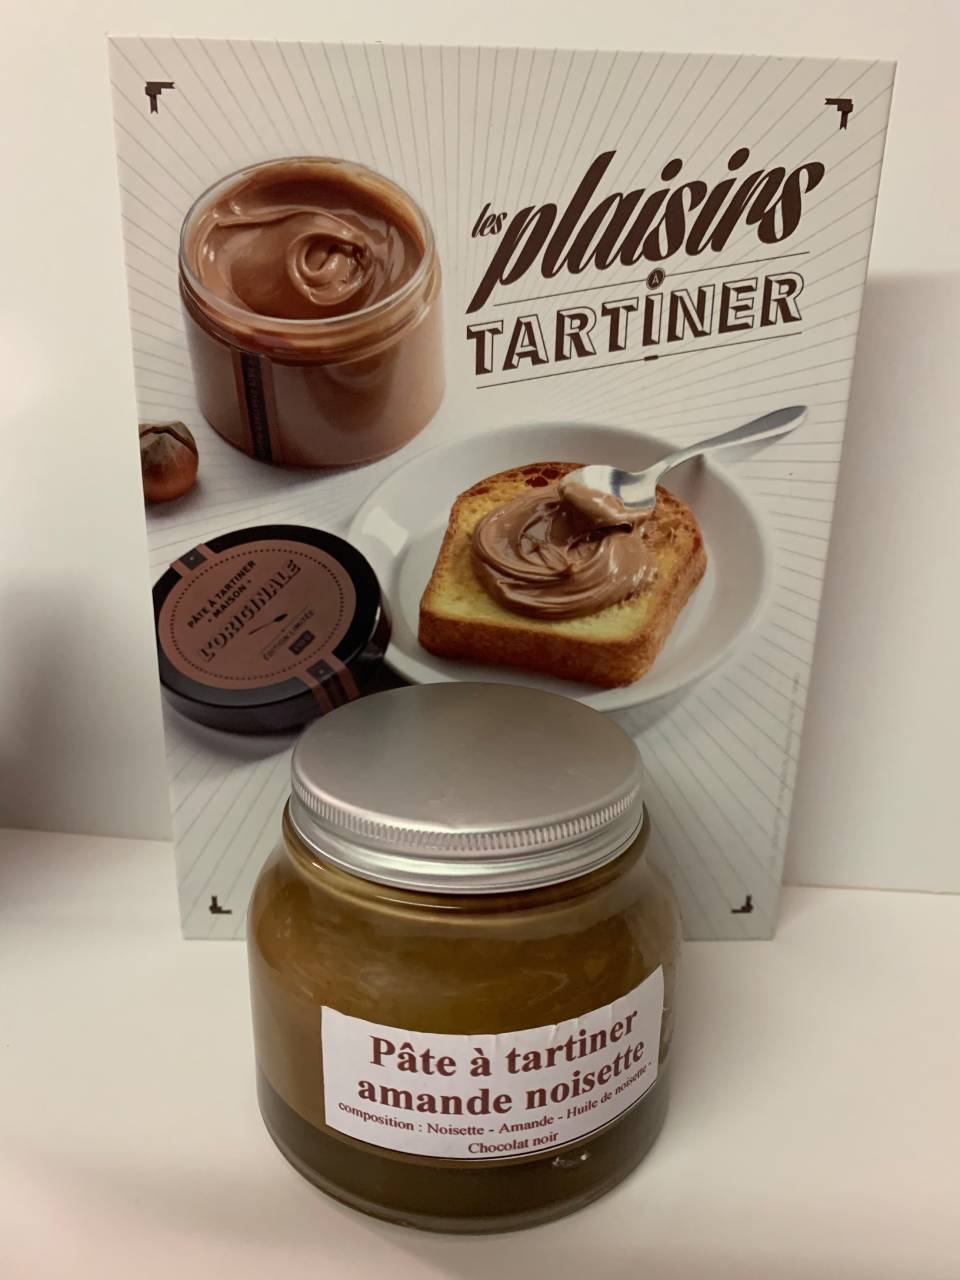 les plaisirs
À
TARTINER
PÂTE À TARTINER
• MAISON •
L'ORIGINALE
ÉDITION LIMITÉE
Pâte à tartiner
amande noisette
composition : Noisette - Amande - Huile de noisette -
Chocolat noir